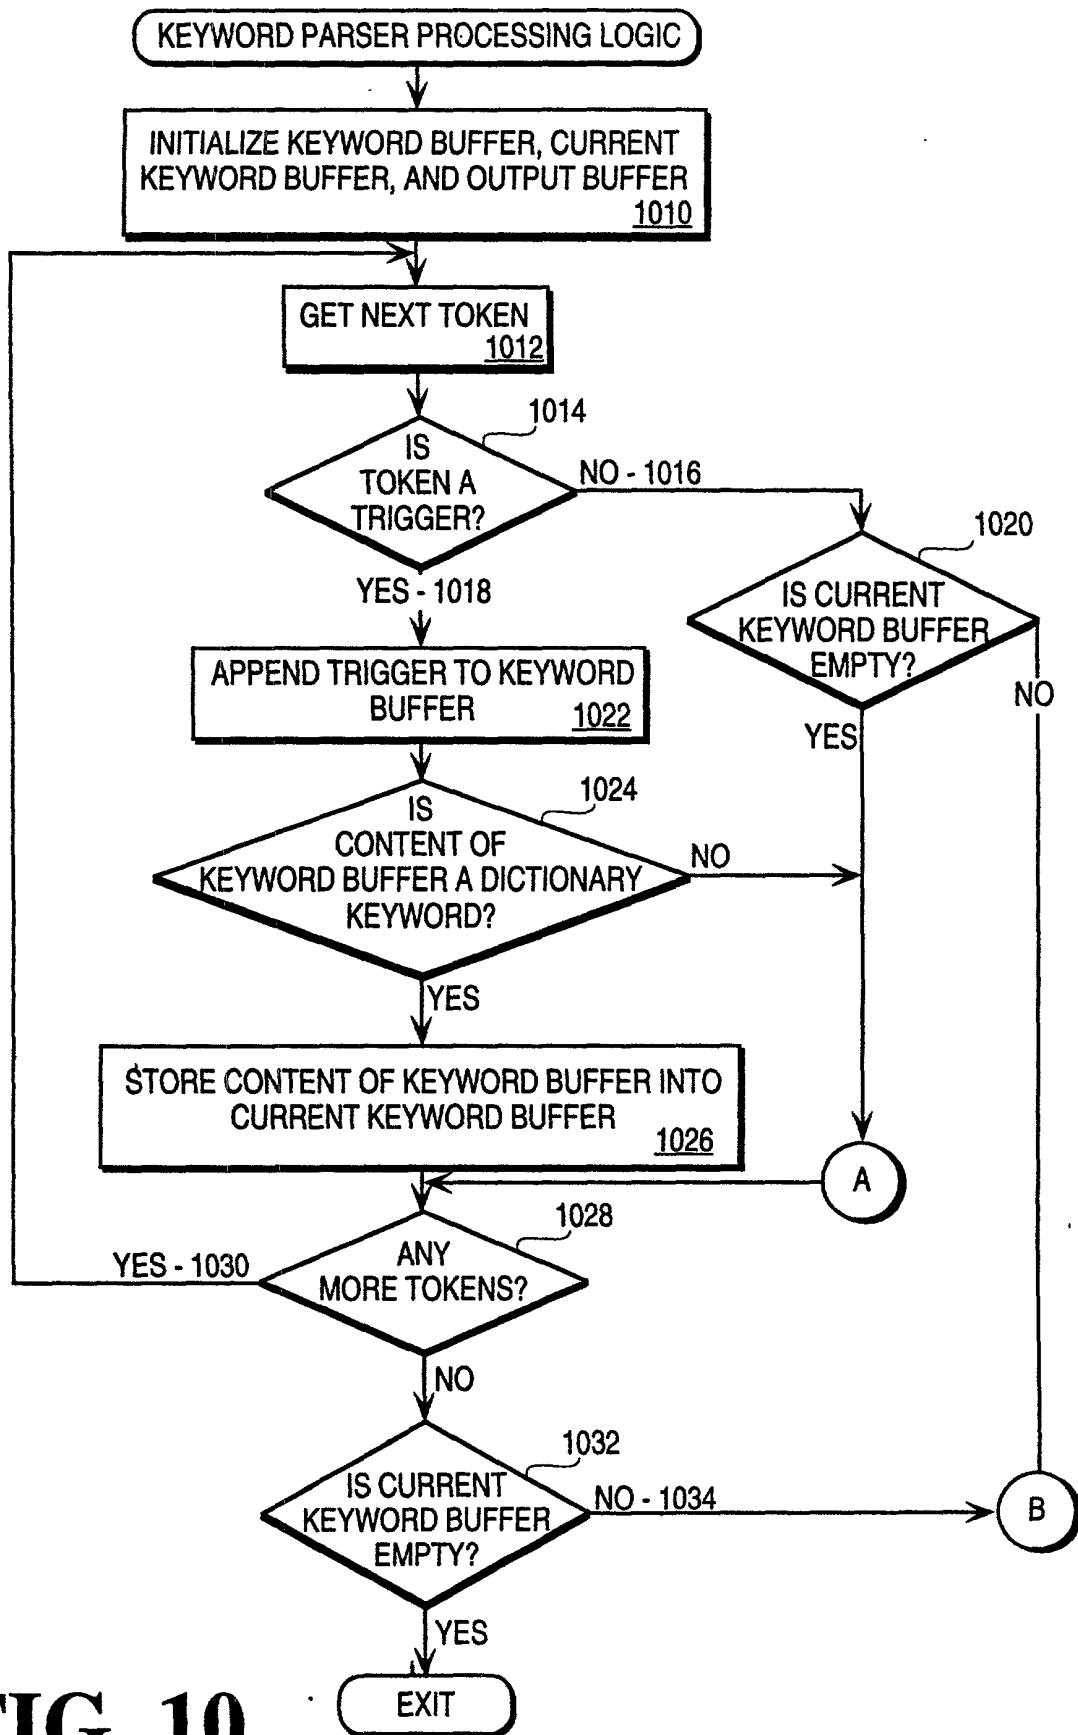 KEYWORD PARSER PROCESSING LOGIC
INITIALIZE KEYWORD BUFFER, CURRENT
KEYWORD BUFFER, AND OUTPUT BUFFER
1010
GET NEXT TOKEN
1012
1014
IS
TOKEN A
TRIGGER?
NO - 1016
YES - 1018
1020
IS CURRENT
KEYWORD BUFFER
EMPTY?
NO
YES
APPEND TRIGGER TO KEYWORD
BUFFER
1022
1024
IS
CONTENT OF
KEYWORD BUFFER A DICTIONARY
KEYWORD?
NO
YES
STORE CONTENT OF KEYWORD BUFFER INTO
CURRENT KEYWORD BUFFER
1026
A
1028
ANY
MORE TOKENS?
YES - 1030
NO
1032
IS CURRENT
KEYWORD BUFFER
EMPTY?
NO - 1034
B
YES
EXIT
FIG. 10